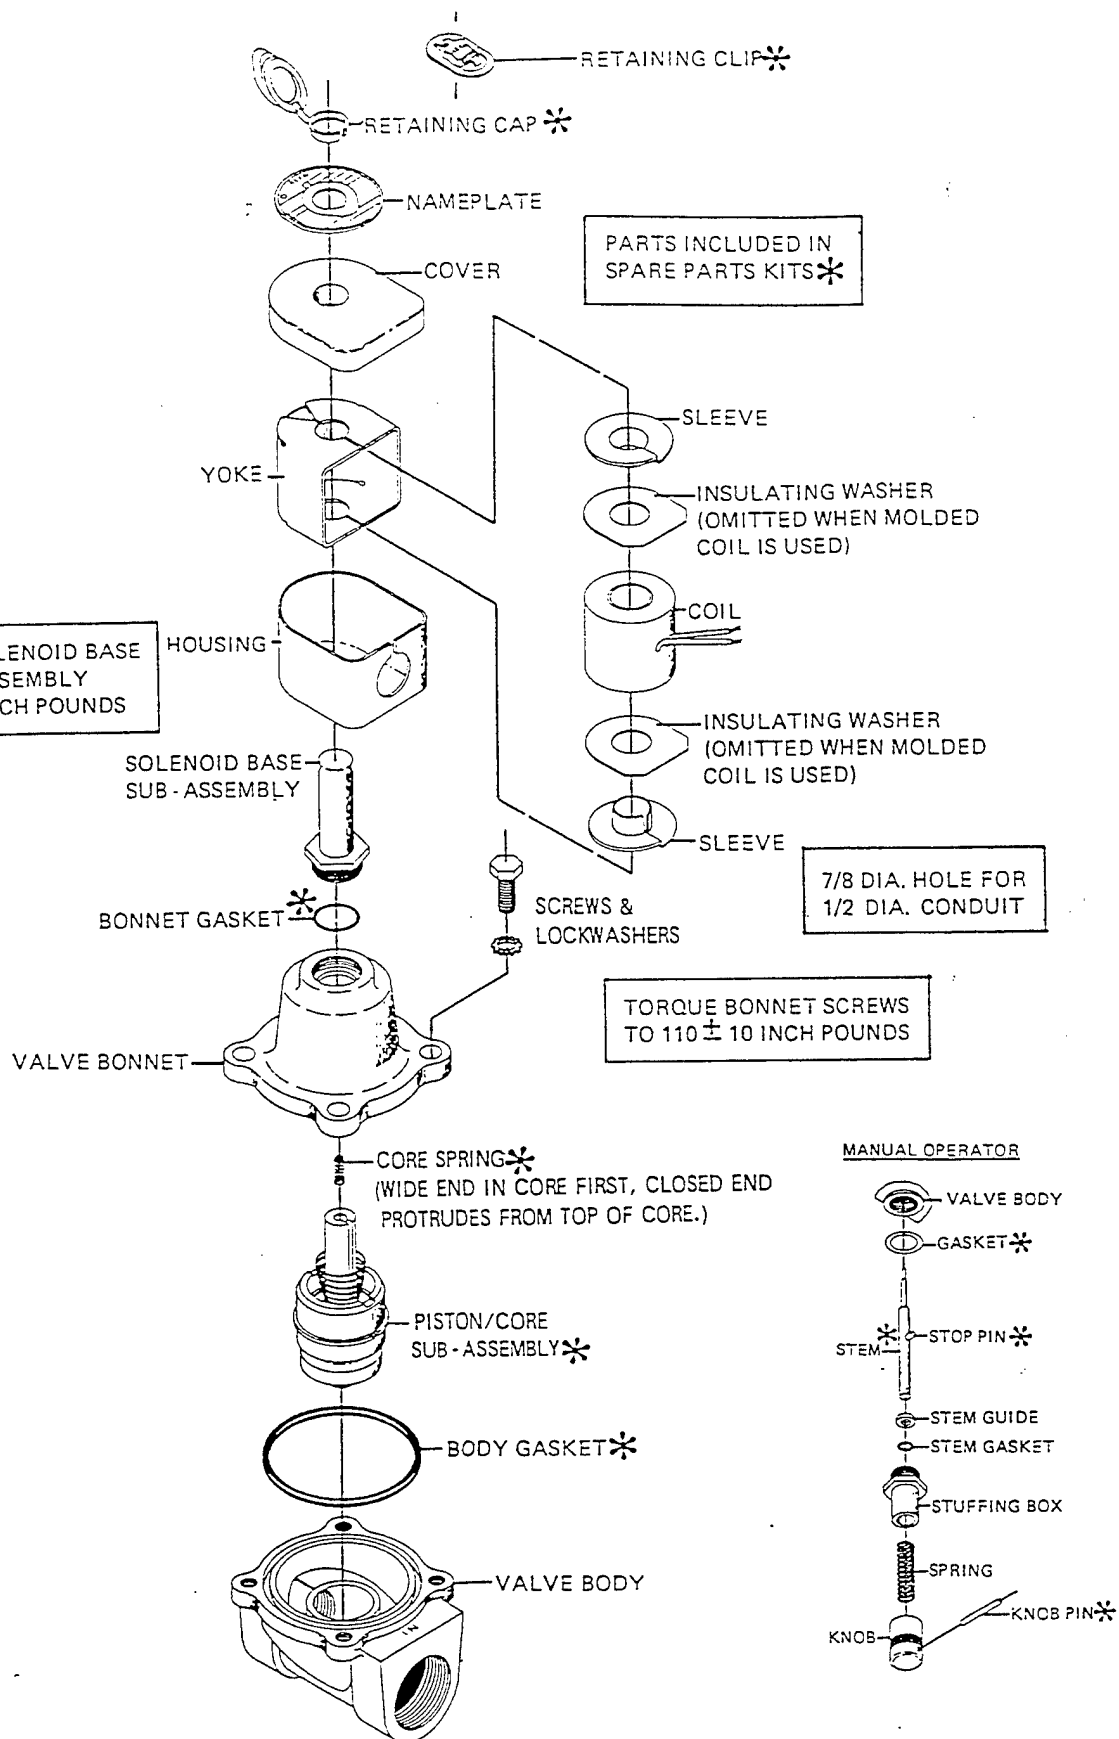 RETAINING CLIP*
RETAINING CAP*
NAMEPLATE
PARTS INCLUDED IN
SPARE PARTS KITS*
COVER
SLEEVE
YOKE
INSULATING WASHER
(OMITTED WHEN MOLDED
COIL IS USED)
COIL
LENOID BASE
SEMBLY
CH POUNDS
HOUSING
INSULATING WASHER
(OMITTED WHEN MOLDED
COIL IS USED)
SOLENOID BASE
SUB-ASSEMBLY
SLEEVE
7/8 DIA. HOLE FOR
1/2 DIA. CONDUIT
BONNET GASKET*
SCREWS &
LOCKWASHERS
TORQUE BONNET SCREWS
TO 110 ± 10 INCH POUNDS
VALVE BONNET
CORE SPRING*
(WIDE END IN CORE FIRST, CLOSED END
PROTRUDES FROM TOP OF CORE.)
PISTON/CORE
SUB-ASSEMBLY*
BODY GASKET*
VALVE BODY
IN
MANUAL OPERATOR
VALVE BODY
GASKET*
STOP PIN*
STEM*
STEM GUIDE
STEM GASKET
STUFFING BOX
SPRING
KNOB PIN*
KNOB